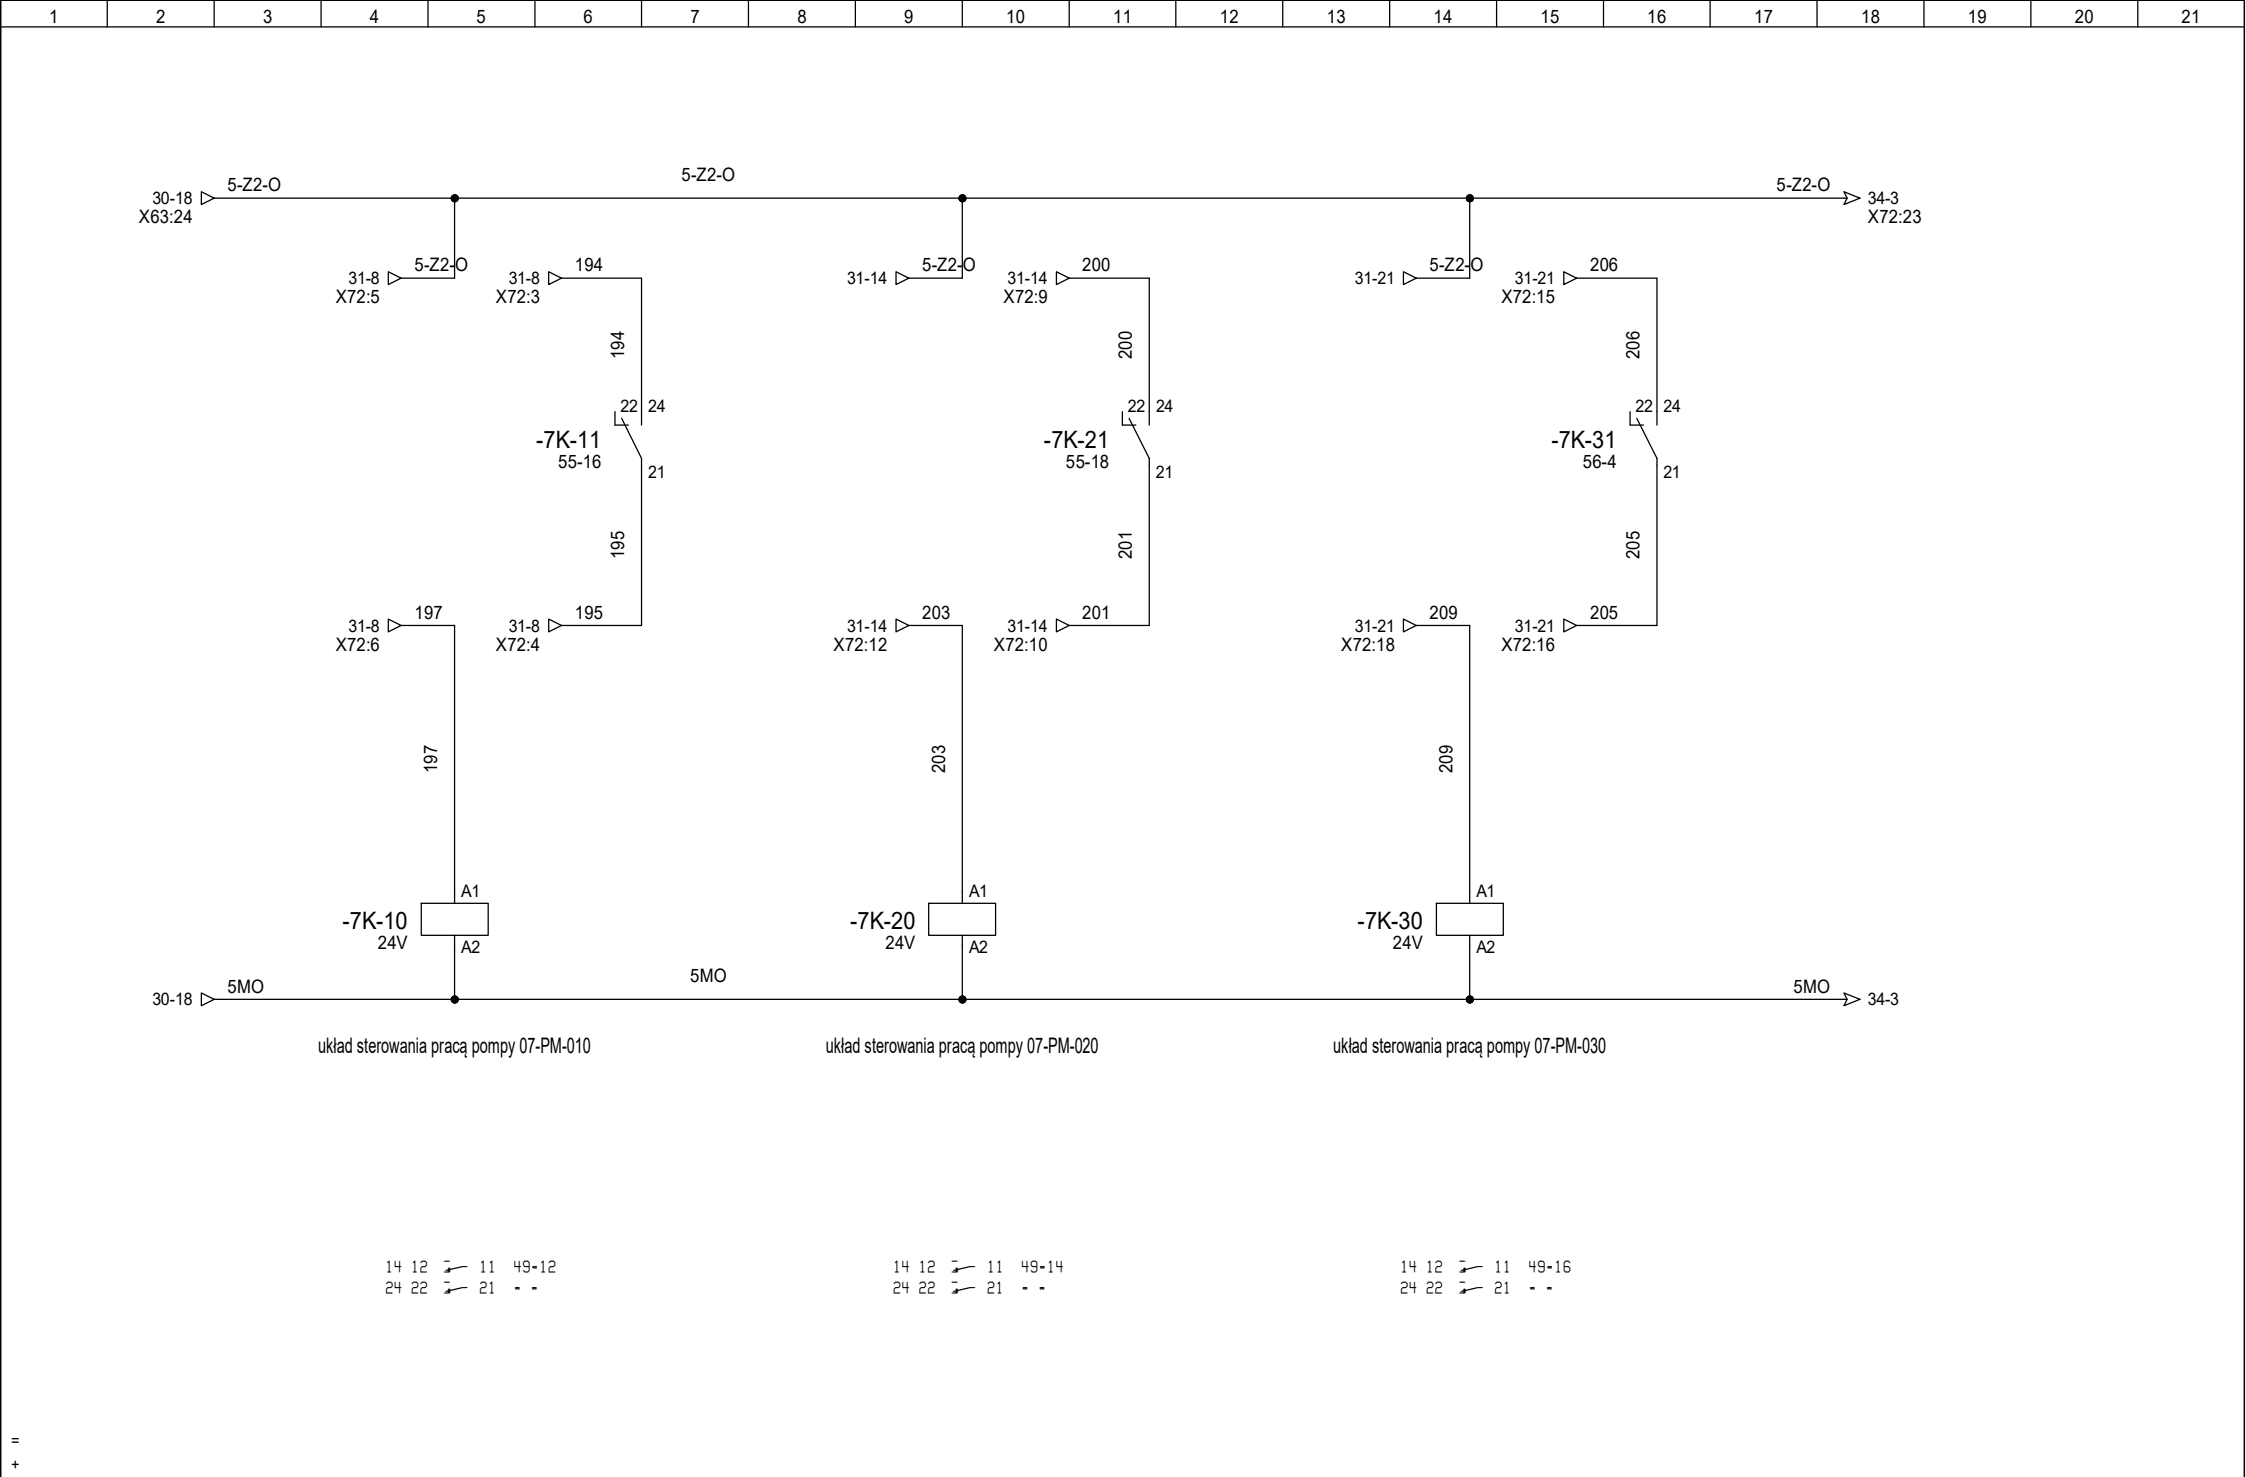 1 2 3 4 5 6 7 8 9 10 11 12 13 14 15 16 17 18 19 20 21
5-Z2-O 5-Z2-O 5-Z2-O
30-18 34-3
X63:24 X72:23
5-Z2-O 194 5-Z2-O 200 5-Z2-O 206
31-8 31-8 31-14 31-14 31-21 31-21
X72:5 X72:3 X72:9 X72:15
194 200 206
22 24 22 24 22 24
-7K-11 -7K-21 -7K-31
55-16 55-18 56-4
21 21 21
195 201 205
197 195 203 201 209 205
31-8 31-8 31-14 31-14 31-21 31-21
X72:6 X72:4 X72:12 X72:10 X72:18 X72:16
197 203 209
A1 A1 A1
-7K-10 -7K-20 -7K-30
24V 24V 24V
A2 A2 A2
5MO 5MO 5MO
30-18 34-3
układ sterowania pracą pompy 07-PM-010 układ sterowania pracą pompy 07-PM-020 układ sterowania pracą pompy 07-PM-030
14 12 11 49-12 14 12 11 49-14 14 12 11 49-16
24 22 21 - - 24 22 21 - - 24 22 21 - -
=
+